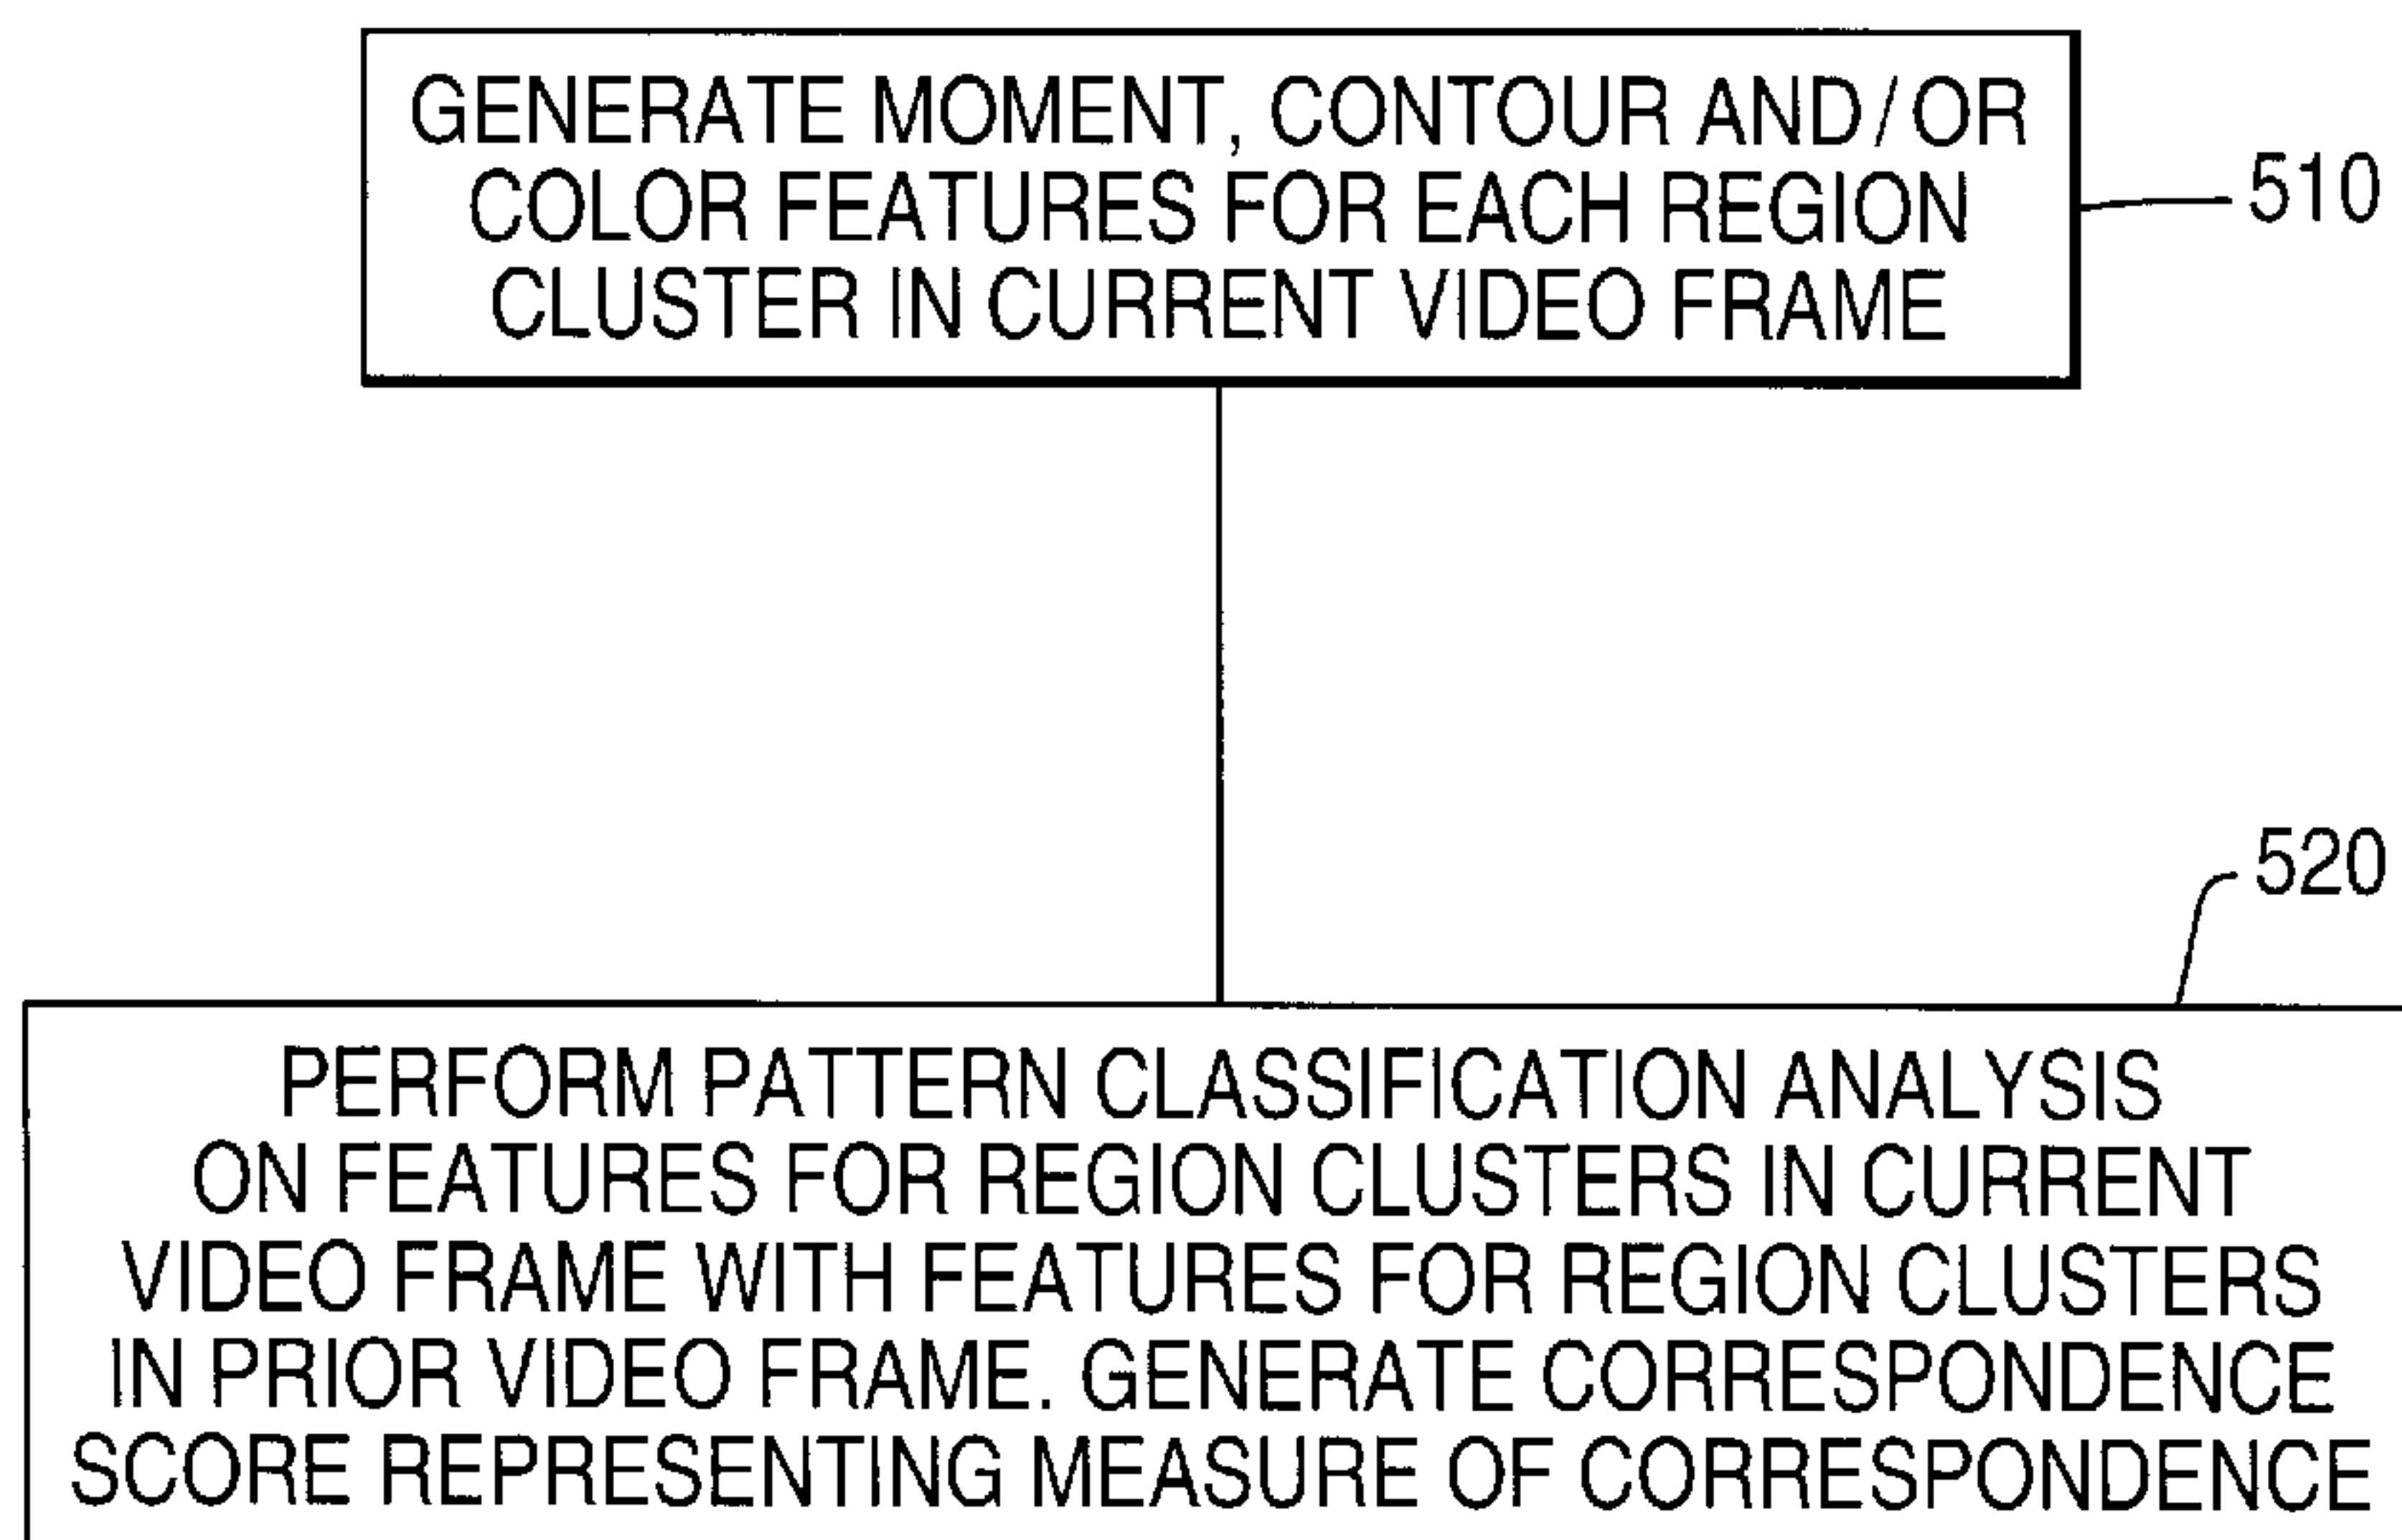 GENERATE MOMENT, CONTOUR AND/OR
COLOR FEATURES FOR EACH REGION
CLUSTER IN CURRENT VIDEO FRAME
510
520
PERFORM PATTERN CLASSIFICATION ANALYSIS
ON FEATURES FOR REGION CLUSTERS IN CURRENT
VIDEO FRAME WITH FEATURES FOR REGION CLUSTERS
IN PRIOR VIDEO FRAME. GENERATE CORRESPONDENCE
SCORE REPRESENTING MEASURE OF CORRESPONDENCE